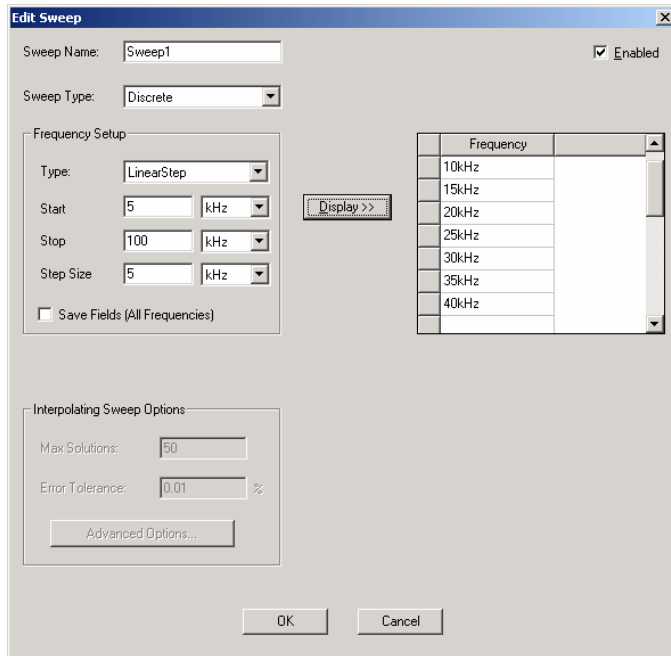 Edit Sweep
Sweep Name: Sweep1
Enabled
Sweep Type: Discrete
Frequency Setup
Type: LinearStep
Start 5 kHz
Stop 100 kHz
Step Size 5 kHz
Save Fields (All Frequencies)
Display >>
Frequency
10kHz
15kHz
20kHz
25kHz
30kHz
35kHz
40kHz
Interpolating Sweep Options
Max Solutions: 50
Error Tolerance: 0.01 %
Advanced Options...
OK Cancel